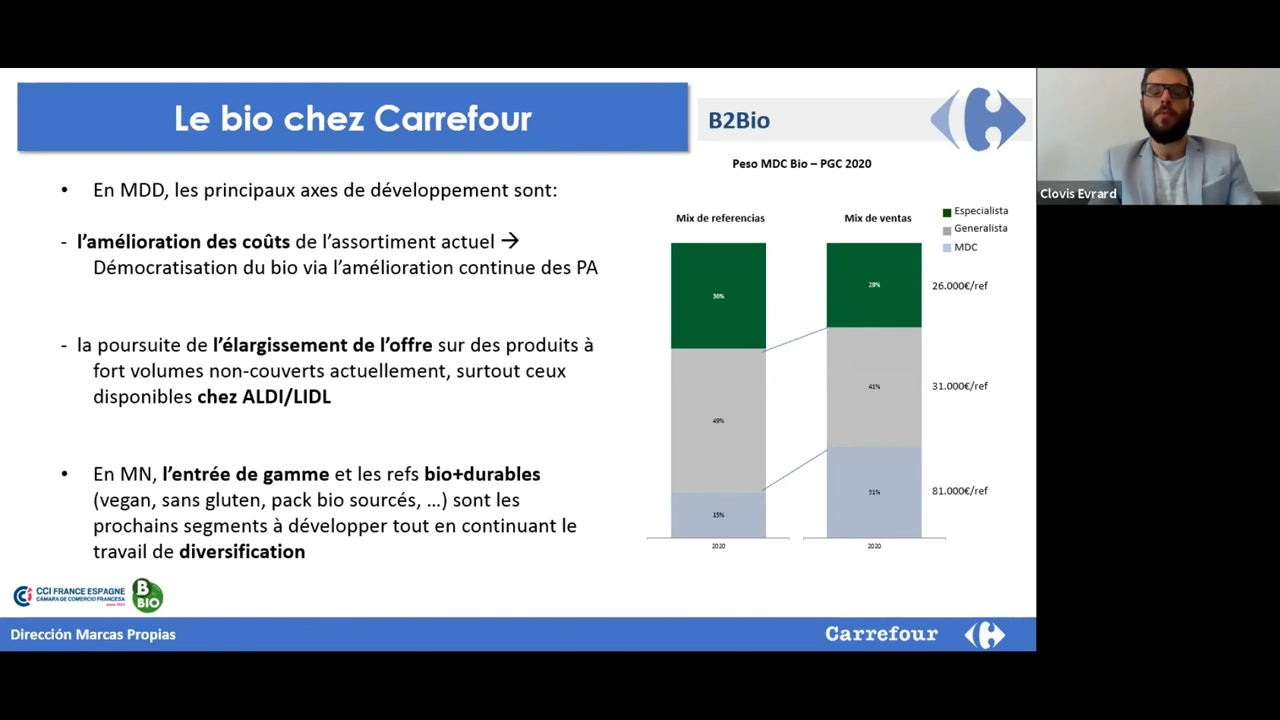 Le bio chez Carrefour
B2Bio
• En MDD, les principaux axes de développement sont:
- l'amélioration des coûts de l'assortiment actuel →
Démocratisation du bio via l'amélioration continue des PA
- la poursuite de l'élargissement de l'offre sur des produits à
fort volumes non-couverts actuellement, surtout ceux
disponibles chez ALDI/LIDL
• En MN, l'entrée de gamme et les refs bio+durables
(vegan, sans gluten, pack bio sourcés, …) sont les
prochains segments à développer tout en continuant le
travail de diversification
Peso MDC Bio – PGC 2020
Mix de referencias
Mix de ventas
Especialista
Generalista
MDC
36%
49%
15%
2020
29%
41%
31%
2020
26.000€/ref
31.000€/ref
81.000€/ref
Clovis Evrard
CCI FRANCE ESPAGNE
CÁMARA DE COMERCIO FRANCESA
B
BIO
Dirección Marcas Propias
Carrefour